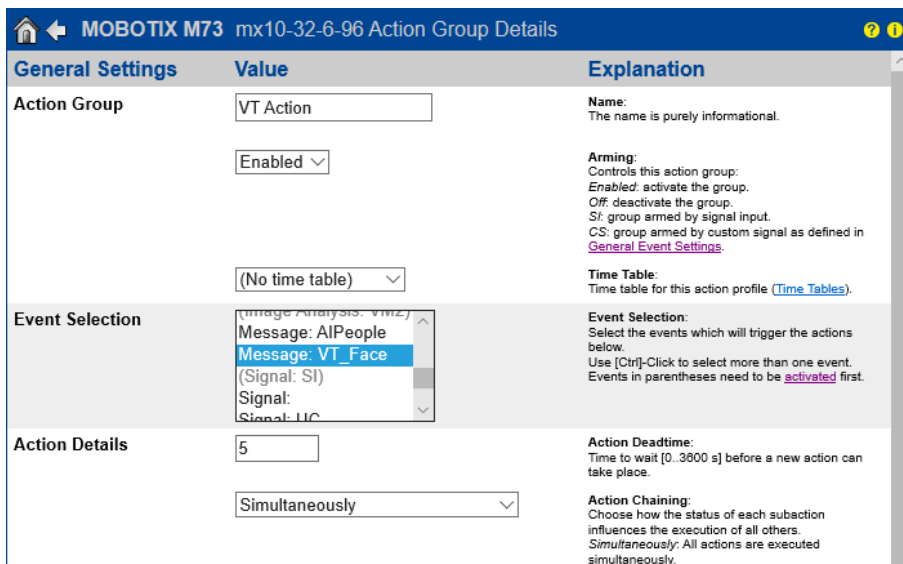 MOBOTIX M73 mx10-32-6-96 Action Group Details
General Settings Value Explanation
Action Group
VT Action
Name:
The name is purely informational.
Enabled
Arming:
Controls this action group:
Enabled: activate the group.
Off: deactivate the group.
SI: group armed by signal input.
CS: group armed by custom signal as defined in
General Event Settings.
(No time table)
Time Table:
Time table for this action profile (Time Tables).
Event Selection
(Image Analysis: VM2)
Message: AIPeople
Message: VT_Face
(Signal: SI)
Signal:
Signal: UC
Event Selection:
Select the events which will trigger the actions
below.
Use [Ctrl]-Click to select more than one event.
Events in parentheses need to be activated first.
Action Details
5
Action Deadtime:
Time to wait [0..3600 s] before a new action can
take place.
Simultaneously
Action Chaining:
Choose how the status of each subaction
influences the execution of all others.
Simultaneously: All actions are executed
simultaneously.